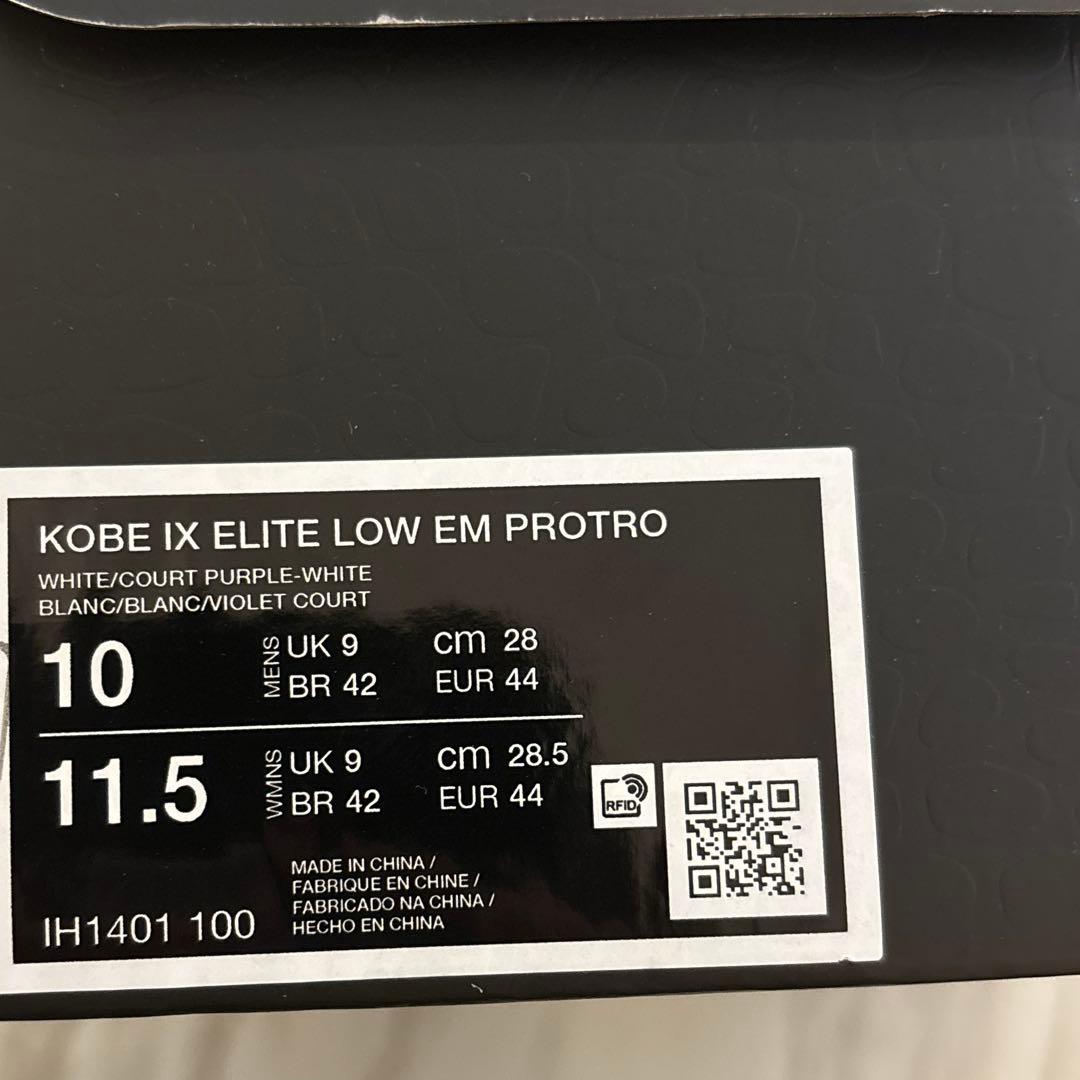 KOBE IX ELITE LOW EM PROTRO
WHITE/COURT PURPLE-WHITE
BLANC/BLANC/VIOLET COURT
10
MENS
UK 9
cm 28
BR 42
EUR 44
11.5
WMNS
UK 9
cm 28.5
BR 42
EUR 44
RFID
MADE IN CHINA /
FABRIQUE EN CHINE /
FABRICADO NA CHINA /
HECHO EN CHINA
IH1401 100